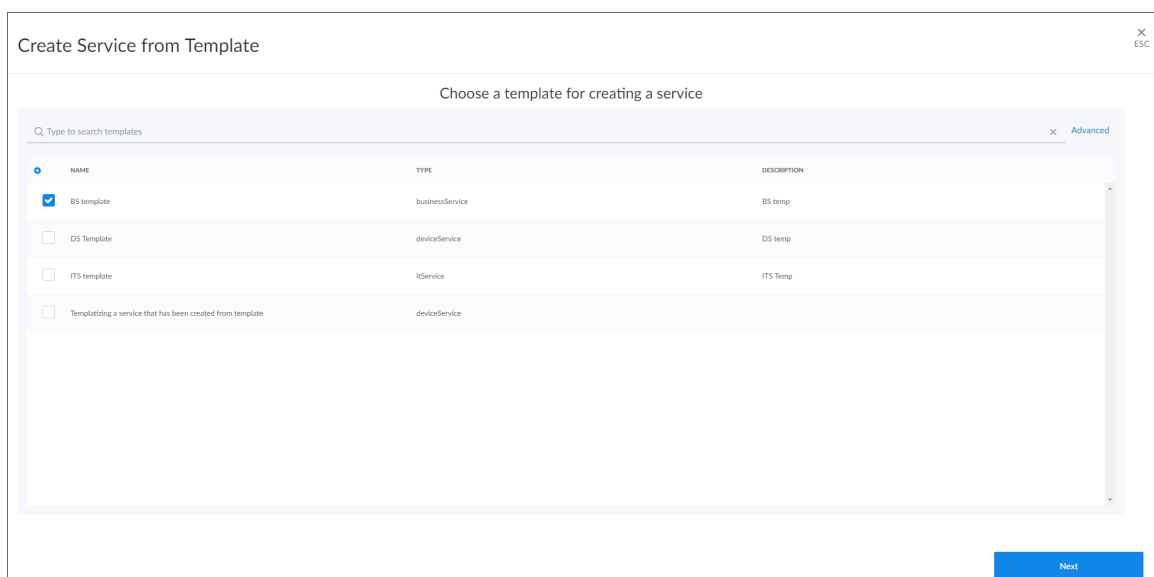 Create Service from Template
ESC
Choose a template for creating a service
Type to search templates
Advanced
NAME TYPE DESCRIPTION
BS template businessService BS temp
DS Template deviceService DS temp
ITS template itService ITS Temp
Templatizing a service that has been created from template deviceService
Next